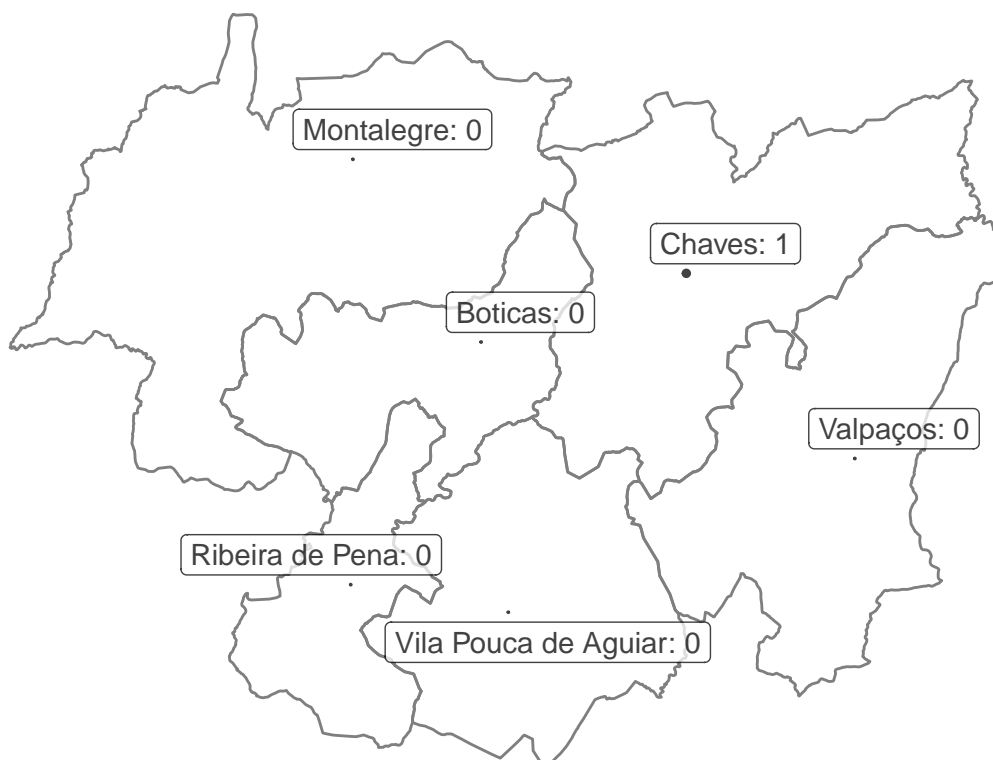 Montalegre: 0
Chaves: 1
Boticas: 0
Valpaços: 0
Ribeira de Pena: 0
Vila Pouca de Aguiar: 0